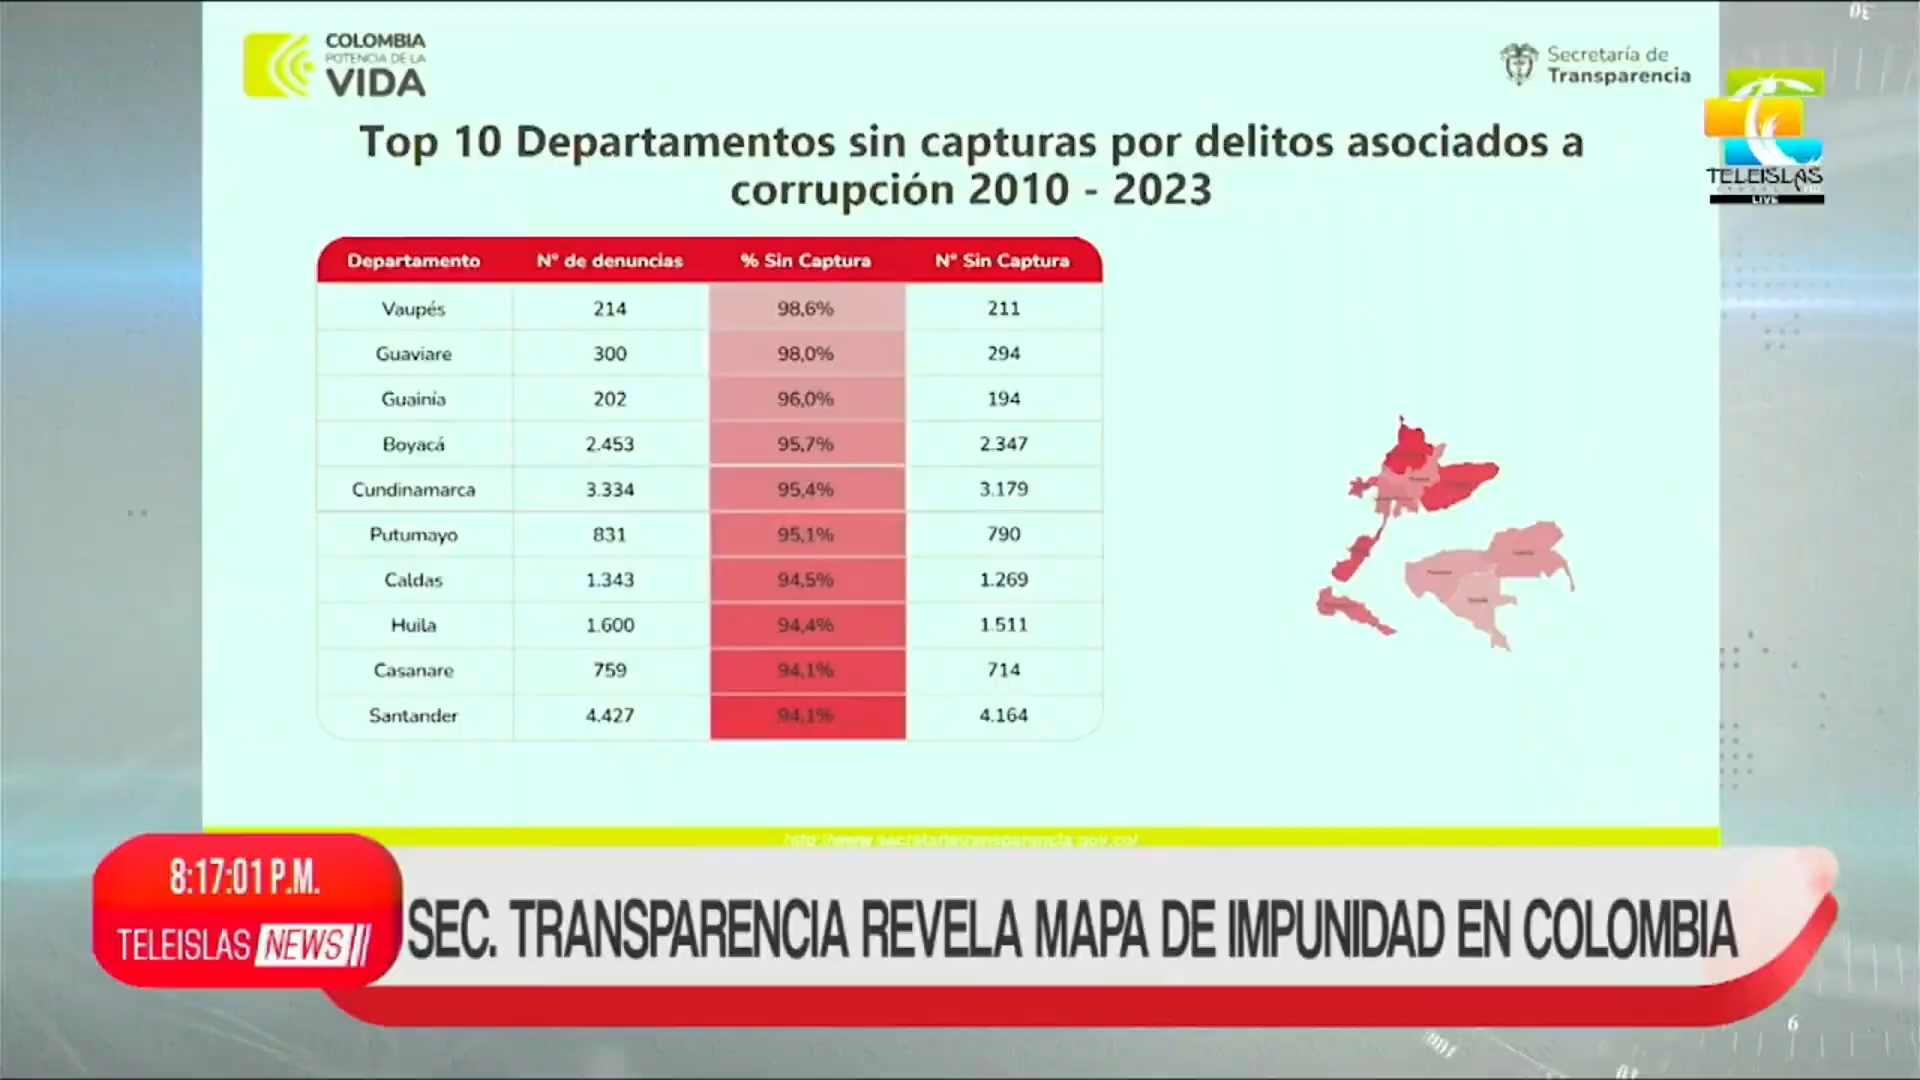 COLOMBIA
POTENCIA DE LA
VIDA
Secretaría de
Transparencia
TELEISLAS
LIVE
Top 10 Departamentos sin capturas por delitos asociados a
corrupción 2010 - 2023
Departamento N° de denuncias % Sin Captura N° Sin Captura
Vaupés 214 98,6% 211
Guaviare 300 98,0% 294
Guainía 202 96,0% 194
Boyacá 2.453 95,7% 2.347
Cundinamarca 3.334 95,4% 3.179
Putumayo 831 95,1% 790
Caldas 1.343 94,5% 1.269
Huila 1.600 94,4% 1.511
Casanare 759 94,1% 714
Santander 4.427 94,1% 4.164
8:17:01 P.M.
TELEISLAS NEWS
SEC. TRANSPARENCIA REVELA MAPA DE IMPUNIDAD EN COLOMBIA